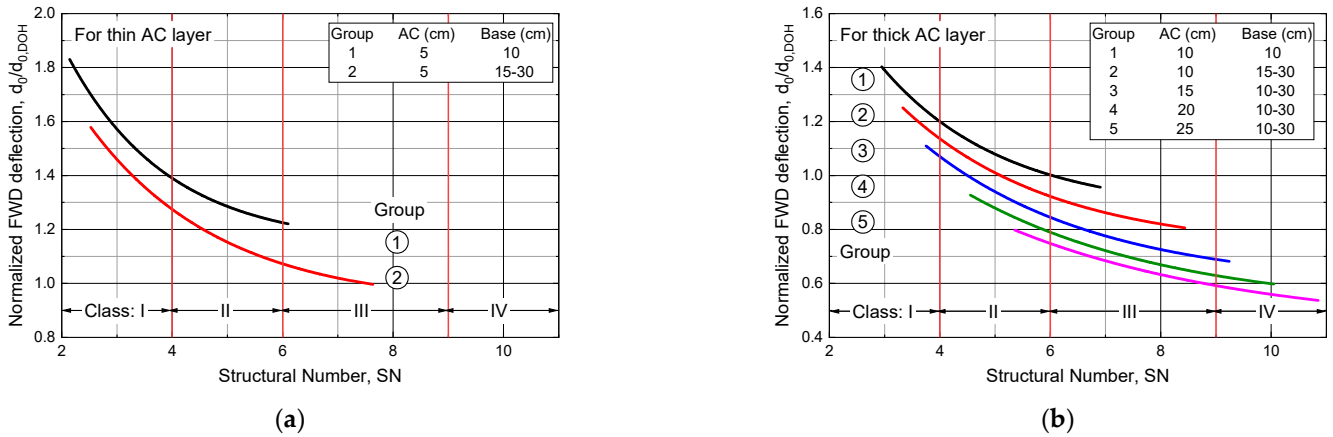 For thin AC layer
Group AC (cm) Base (cm)
1 5 10
2 5 15-30
Normalized FWD deflection, d0/d0,DOH
2.0
1.8
1.6
1.4
1.2
1.0
0.8
Group
1
2
Class: I II III IV
2 4 6 8 10
Structural Number, SN
(a)
For thick AC layer
Group AC (cm) Base (cm)
1 10 10
2 10 15-30
3 15 10-30
4 20 10-30
5 25 10-30
Normalized FWD deflection, d0/d0,DOH
1.6
1.4
1.2
1.0
0.8
0.6
0.4
1
2
3
4
5
Group
Class: I II III IV
2 4 6 8 10
Structural Number, SN
(b)